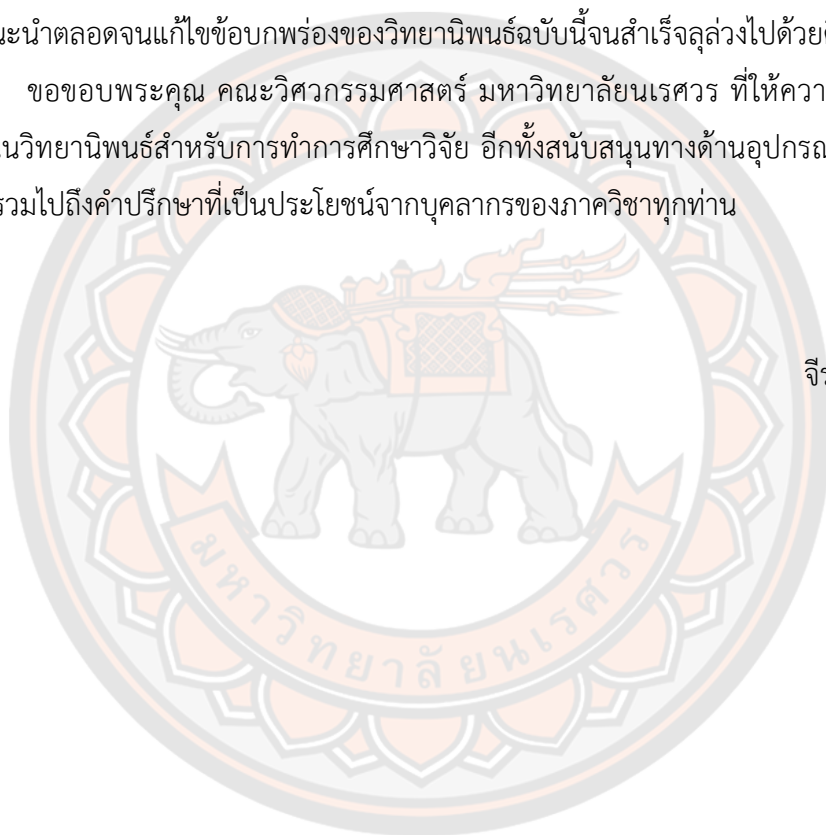 นะนำตลอดจนแก้ไขข้อบกพร่องของวิทยานิพนธ์ฉบับนี้จนสำเร็จลุล่วงไปด้วย
ขอขอบพระคุณ คณะวิศวกรรมศาสตร์ มหาวิทยาลัยนเรศวร ที่ให้ควา
นวิทยานิพนธ์สำหรับการทำการศึกษาวิจัย อีกทั้งสนับสนุนทางด้านอุปกรณ
รวมไปถึงคำปรึกษาที่เป็นประโยชน์จากบุคลากรของภาควิชาทุกท่าน
จีร
มหาวิทยาลัยนเรศวร